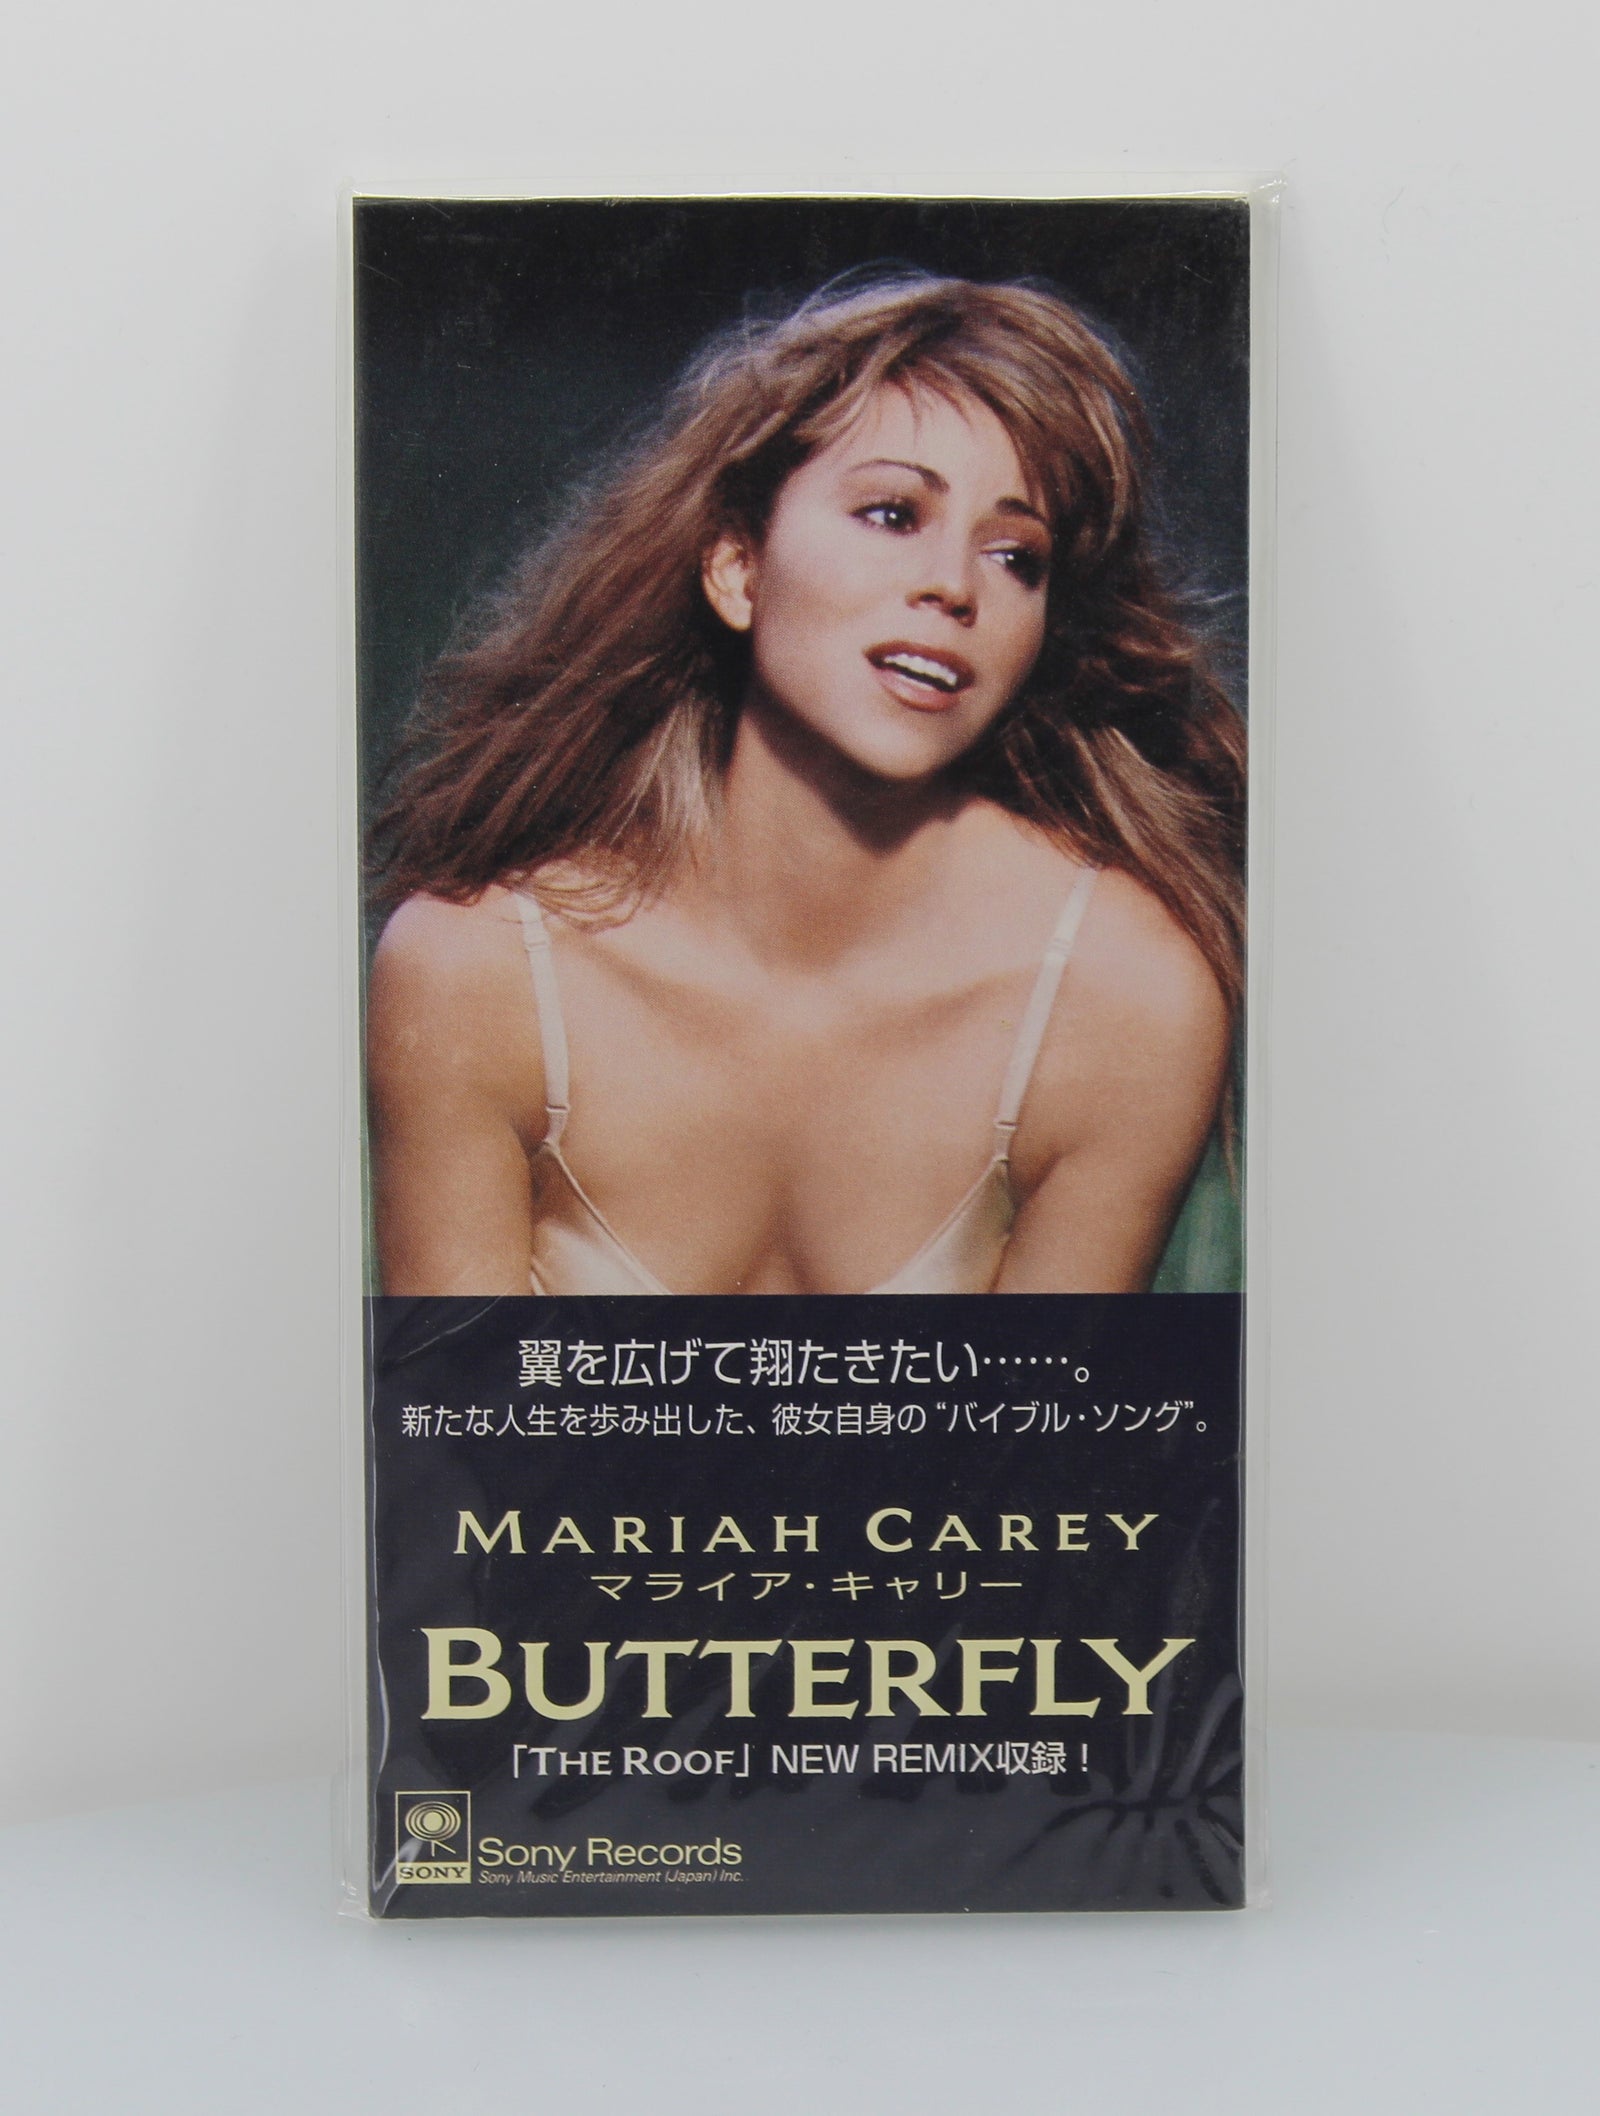 翼を広げて翔たきたい……。
新たな人生を歩み出した、彼女自身の“バイブル・ソング”。
MARIAH CAREY
マライア・キャリー
BUTTERFLY
「THE ROOF」NEW REMIX収録！
SONY
Sony Records
Sony Music Entertainment (Japan) Inc.